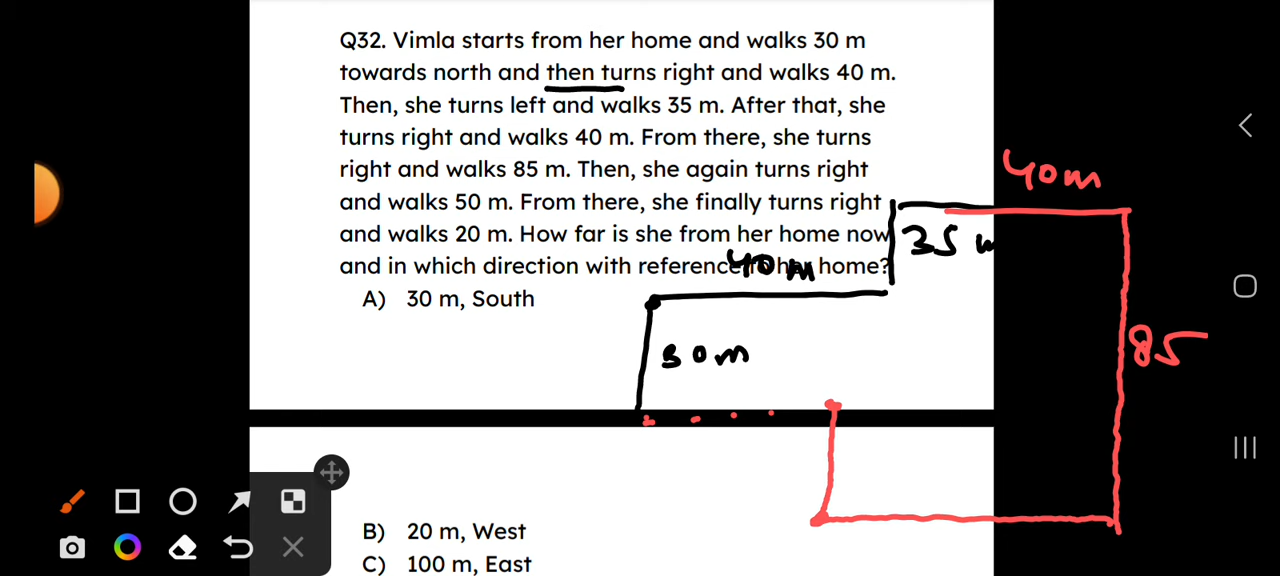 Q32. Vimla starts from her home and walks 30 m
towards north and then turns right and walks 40 m.
Then, she turns left and walks 35 m. After that, she
turns right and walks 40 m. From there, she turns
right and walks 85 m. Then, she again turns right
and walks 50 m. From there, she finally turns right
and walks 20 m. How far is she from her home now
and in which direction with reference to her home?
A) 30 m, South
B) 20 m, West
C) 100 m, East
40m
35 m
40m
30m
85